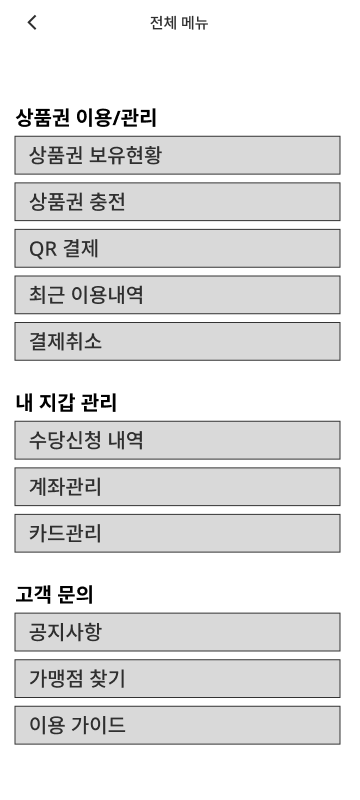 전체 메뉴
상품권 이용/관리
상품권 보유현황
상품권 충전
QR 결제
최근 이용내역
결제취소
내 지갑 관리
수당신청 내역
계좌관리
카드관리
고객 문의
공지사항
가맹점 찾기
이용 가이드